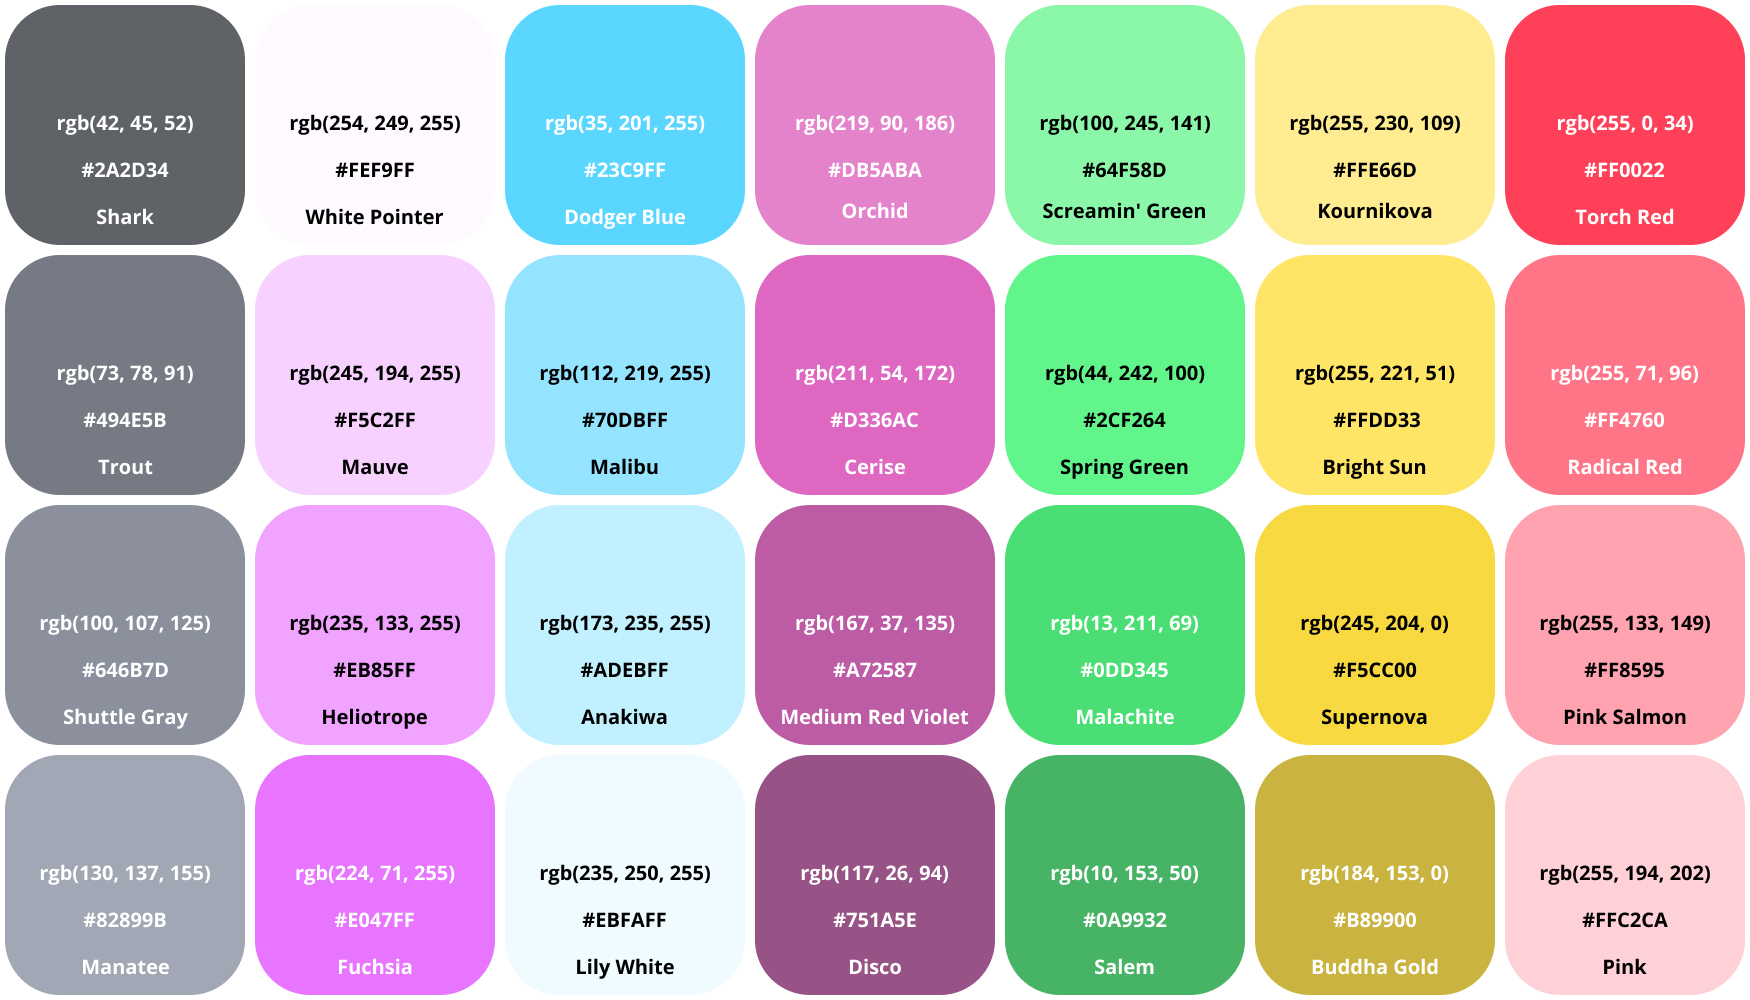 rgb(42, 45, 52)
#2A2D34
Shark
rgb(254, 249, 255)
#FEF9FF
White Pointer
rgb(35, 201, 255)
#23C9FF
Dodger Blue
rgb(219, 90, 186)
#DB5ABA
Orchid
rgb(100, 245, 141)
#64F58D
Screamin' Green
rgb(255, 230, 109)
#FFE66D
Kournikova
rgb(255, 0, 34)
#FF0022
Torch Red
rgb(73, 78, 91)
#494E5B
Trout
rgb(245, 194, 255)
#F5C2FF
Mauve
rgb(112, 219, 255)
#70DBFF
Malibu
rgb(211, 54, 172)
#D336AC
Cerise
rgb(44, 242, 100)
#2CF264
Spring Green
rgb(255, 221, 51)
#FFDD33
Bright Sun
rgb(255, 71, 96)
#FF4760
Radical Red
rgb(100, 107, 125)
#646B7D
Shuttle Gray
rgb(235, 133, 255)
#EB85FF
Heliotrope
rgb(173, 235, 255)
#ADEBFF
Anakiwa
rgb(167, 37, 135)
#A72587
Medium Red Violet
rgb(13, 211, 69)
#0DD345
Malachite
rgb(245, 204, 0)
#F5CC00
Supernova
rgb(255, 133, 149)
#FF8595
Pink Salmon
rgb(130, 137, 155)
#82899B
Manatee
rgb(224, 71, 255)
#E047FF
Fuchsia
rgb(235, 250, 255)
#EBFAFF
Lily White
rgb(117, 26, 94)
#751A5E
Disco
rgb(10, 153, 50)
#0A9932
Salem
rgb(184, 153, 0)
#B89900
Buddha Gold
rgb(255, 194, 202)
#FFC2CA
Pink